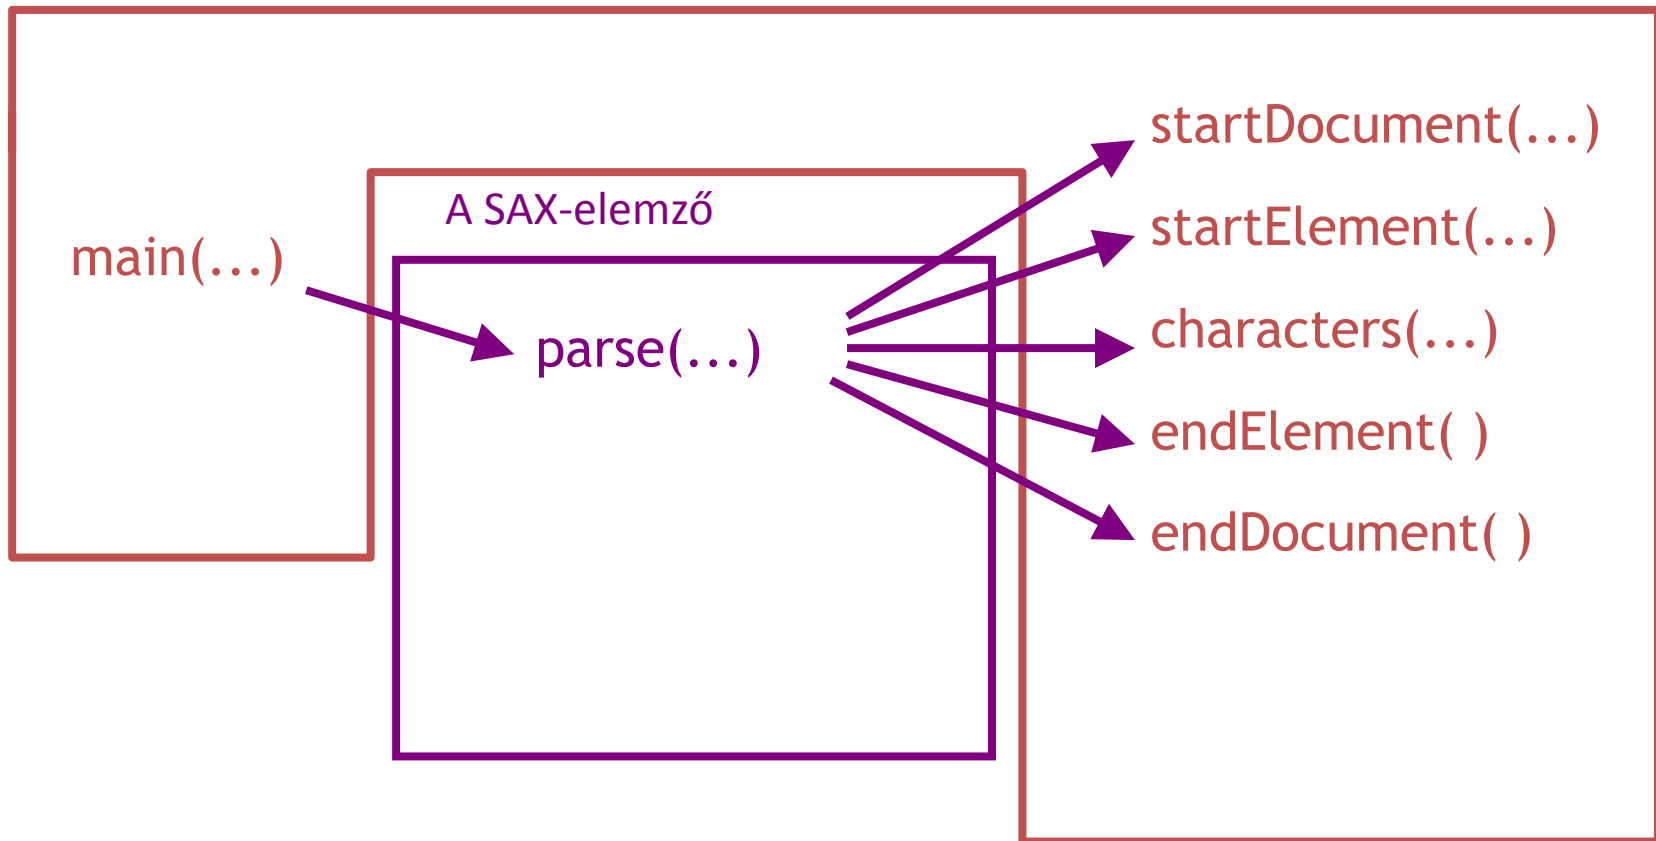 main(...)
A SAX-elemző
parse(...)
startDocument(...)
startElement(...)
characters(...)
endElement( )
endDocument( )